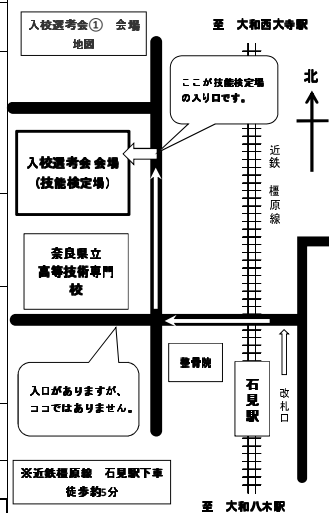 入校選考会① 会場
地図
至 大和西大寺駅
ここが技能検定場
の入り口です。
北
近鉄 橿原線
入校選考会 会場
(技能検定場)
奈良県立
高等技術専門
校
入口がありますが、
ココではありません。
整骨院
石見駅
改札口
※近鉄橿原線 石見駅下車
徒歩約5分
至 大和八木駅